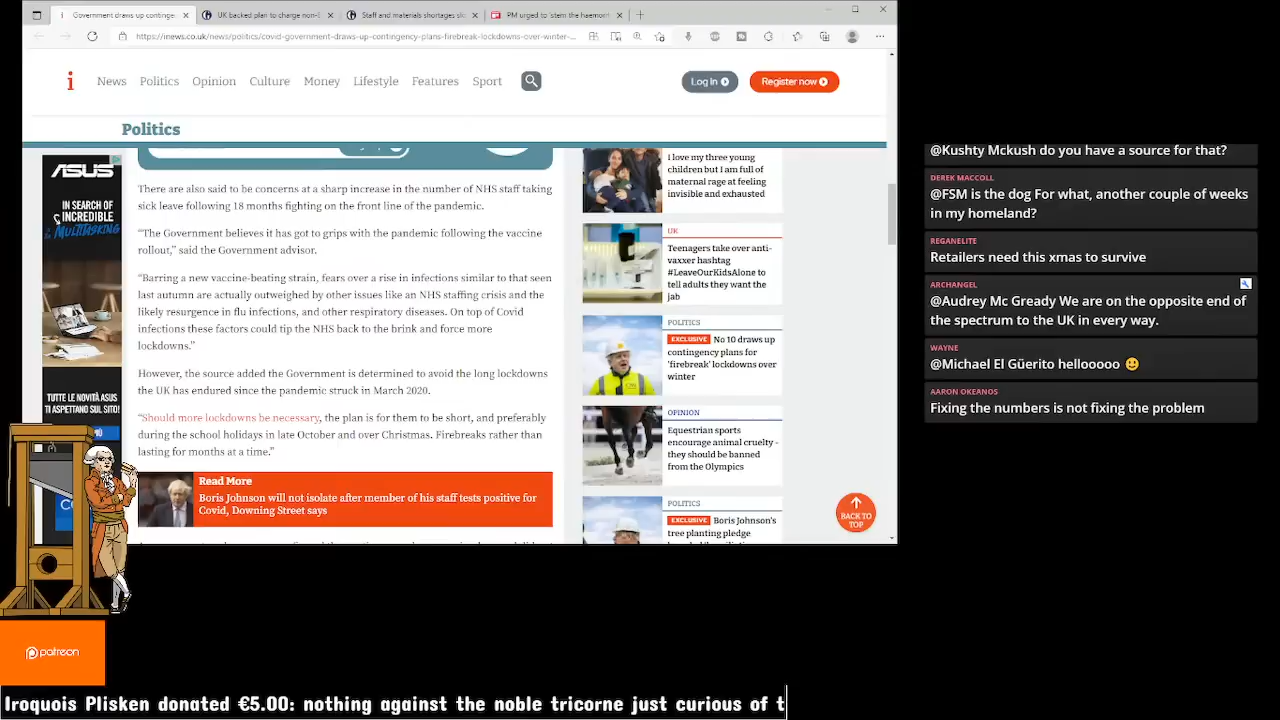 Government draws up continge
UK backed plan to charge non-
Staff and materials shortages slo
PM urged to 'stem the haemorr
https://inews.co.uk/news/politics/covid-government-draws-up-contingency-plans-firebreak-lockdowns-over-winter-...
i
News
Politics
Opinion
Culture
Money
Lifestyle
Features
Sport
Log in
Register now
Politics
ASUS
IN SEARCH OF
INCREDIBLE
& MULTITASKING
TUTTE LE NOVITÀ ASUS
TI ASPETTANO SUL SITO!
There are also said to be concerns at a sharp increase in the number of NHS staff taking
sick leave following 18 months fighting on the front line of the pandemic.
“The Government believes it has got to grips with the pandemic following the vaccine
rollout,” said the Government advisor.
“Barring a new vaccine-beating strain, fears over a rise in infections similar to that seen
last autumn are actually outweighed by other issues like an NHS staffing crisis and the
likely resurgence in flu infections, and other respiratory diseases. On top of Covid
infections these factors could tip the NHS back to the brink and force more
lockdowns.”
However, the source added the Government is determined to avoid the long lockdowns
the UK has endured since the pandemic struck in March 2020.
“Should more lockdowns be necessary, the plan is for them to be short, and preferably
during the school holidays in late October and over Christmas. Firebreaks rather than
lasting for months at a time.”
Read More
Boris Johnson will not isolate after member of his staff tests positive for
Covid, Downing Street says
I love my three young
children but I am full of
maternal rage at feeling
invisible and exhausted
UK
Teenagers take over anti-
vaxxer hashtag
#LeaveOurKidsAlone to
tell adults they want the
jab
POLITICS
EXCLUSIVE No 10 draws up
contingency plans for
'firebreak' lockdowns over
winter
OPINION
Equestrian sports
encourage animal cruelty -
they should be banned
from the Olympics
POLITICS
EXCLUSIVE Boris Johnson's
tree planting pledge
BACK TO
TOP
@Kushty Mckush do you have a source for that?
DEREK MACCOLL
@FSM is the dog For what, another couple of weeks
in my homeland?
REGANELITE
Retailers need this xmas to survive
ARCHANGEL
@Audrey Mc Gready We are on the opposite end of
the spectrum to the UK in every way.
WAYNE
@Michael El Güerito hellooooo 🙂
AARON OKEANOS
Fixing the numbers is not fixing the problem
patreon
Iroquois Plisken donated €5.00: nothing against the noble tricorne just curious of t